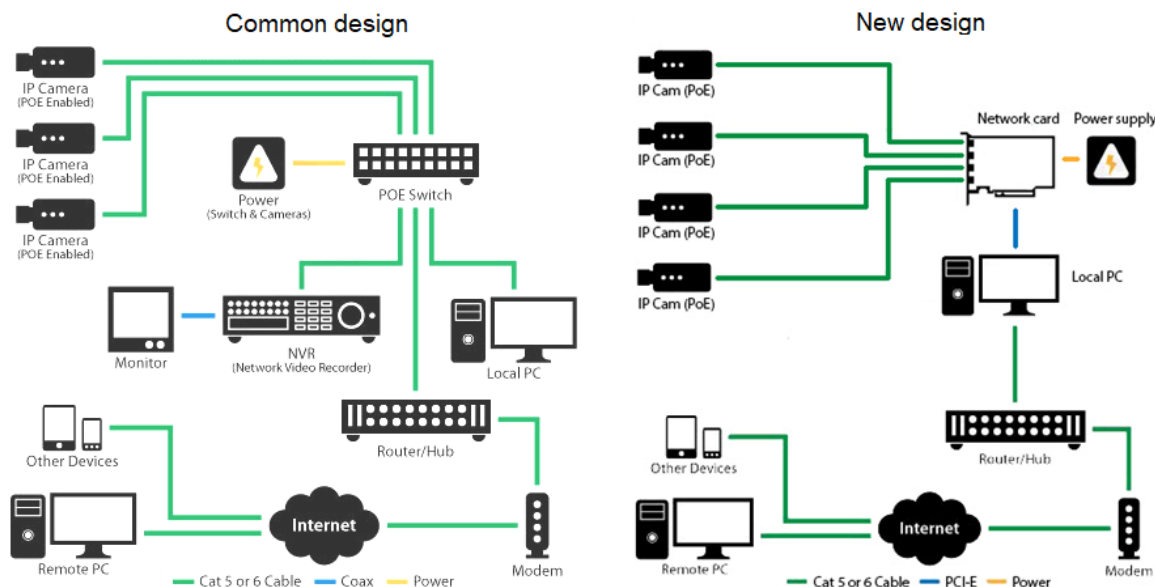 Common design
IP Camera
(POE Enabled)
IP Camera
(POE Enabled)
IP Camera
(POE Enabled)
Power
(Switch & Cameras)
POE Switch
Monitor
NVR
(Network Video Recorder)
Local PC
Other Devices
Router/Hub
Remote PC
Internet
Modem
Cat 5 or 6 Cable
Coax
Power
New design
IP Cam (PoE)
IP Cam (PoE)
IP Cam (PoE)
IP Cam (PoE)
Network card
Power supply
Local PC
Other Devices
Router/Hub
Remote PC
Internet
Modem
Cat 5 or 6 Cable
PCI-E
Power